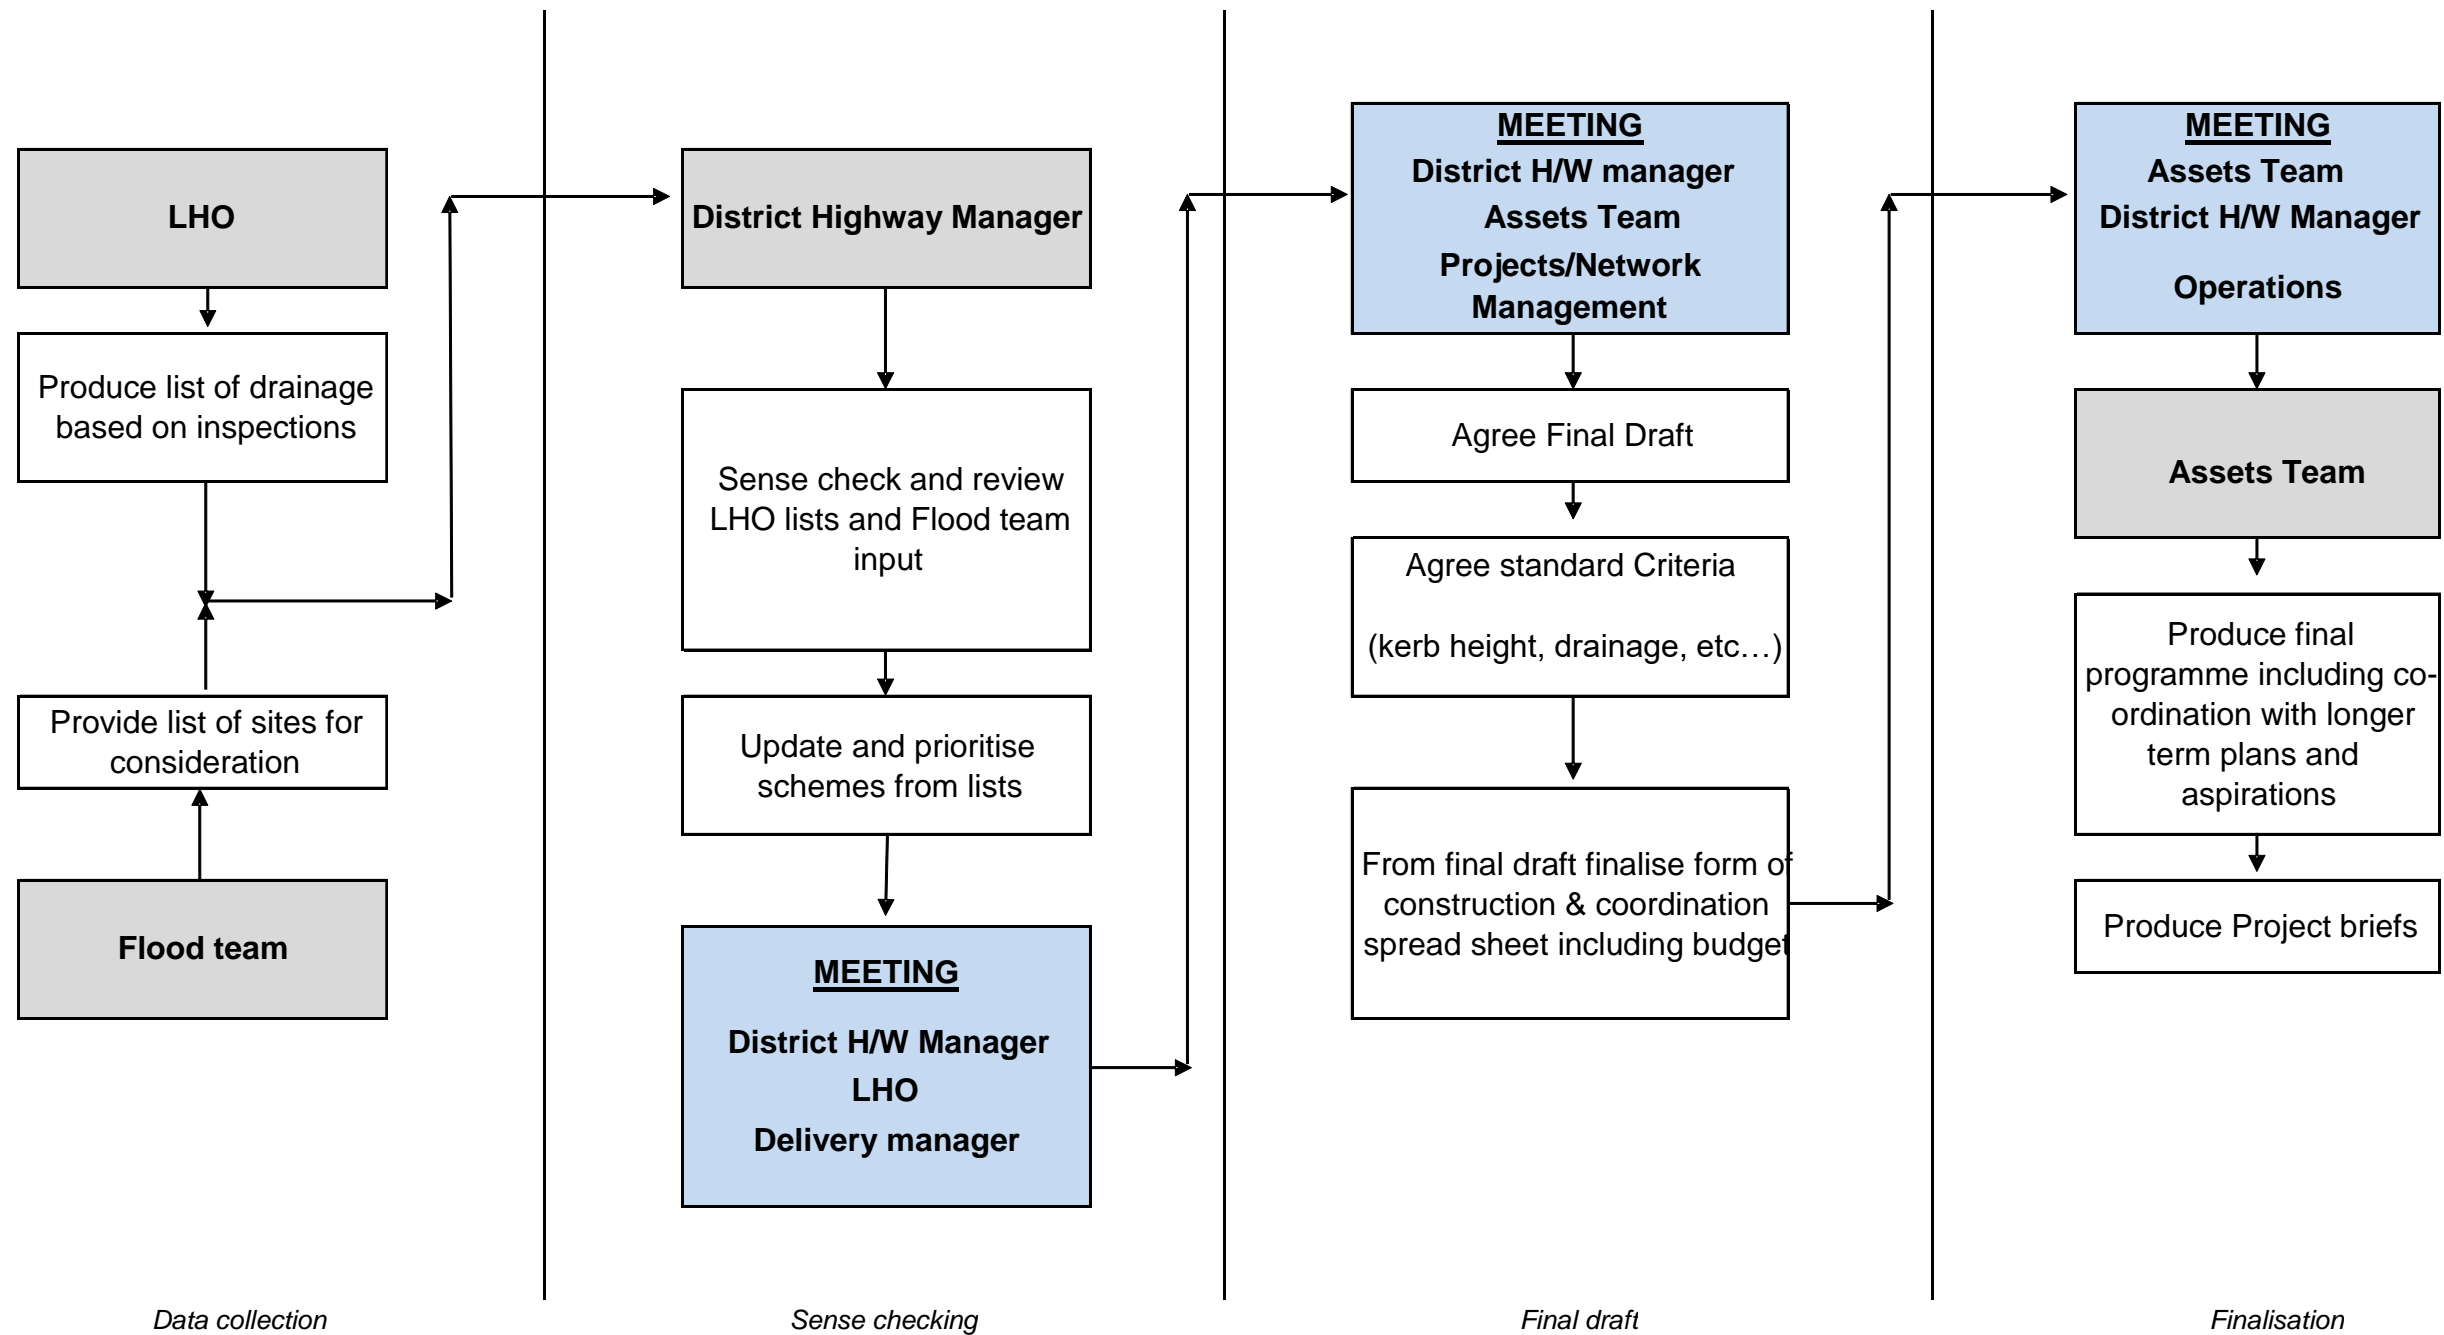 LHO
Produce list of drainage
based on inspections
Provide list of sites for
consideration
Flood team
Data collection
District Highway Manager
Sense check and review
LHO lists and Flood team
input
Update and prioritise
schemes from lists
MEETING
District H/W Manager
LHO
Delivery manager
Sense checking
MEETING
District H/W manager
Assets Team
Projects/Network
Management
Agree Final Draft
Agree standard Criteria
(kerb height, drainage, etc…)
From final draft finalise form of
construction & coordination
spread sheet including budget
Final draft
MEETING
Assets Team
District H/W Manager
Operations
Assets Team
Produce final
programme including co-
ordination with longer
term plans and
aspirations
Produce Project briefs
Finalisation